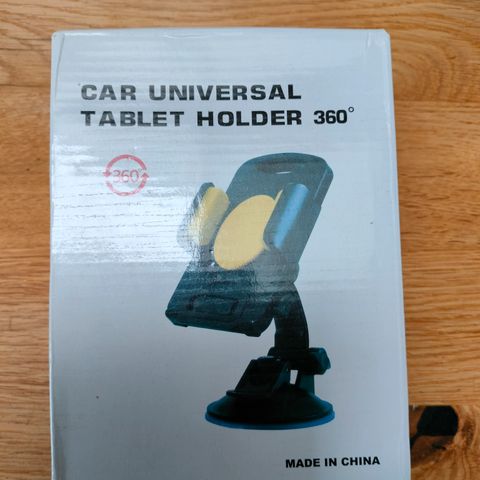 CAR UNIVERSAL
TABLET HOLDER 360°
360°
MADE IN CHINA